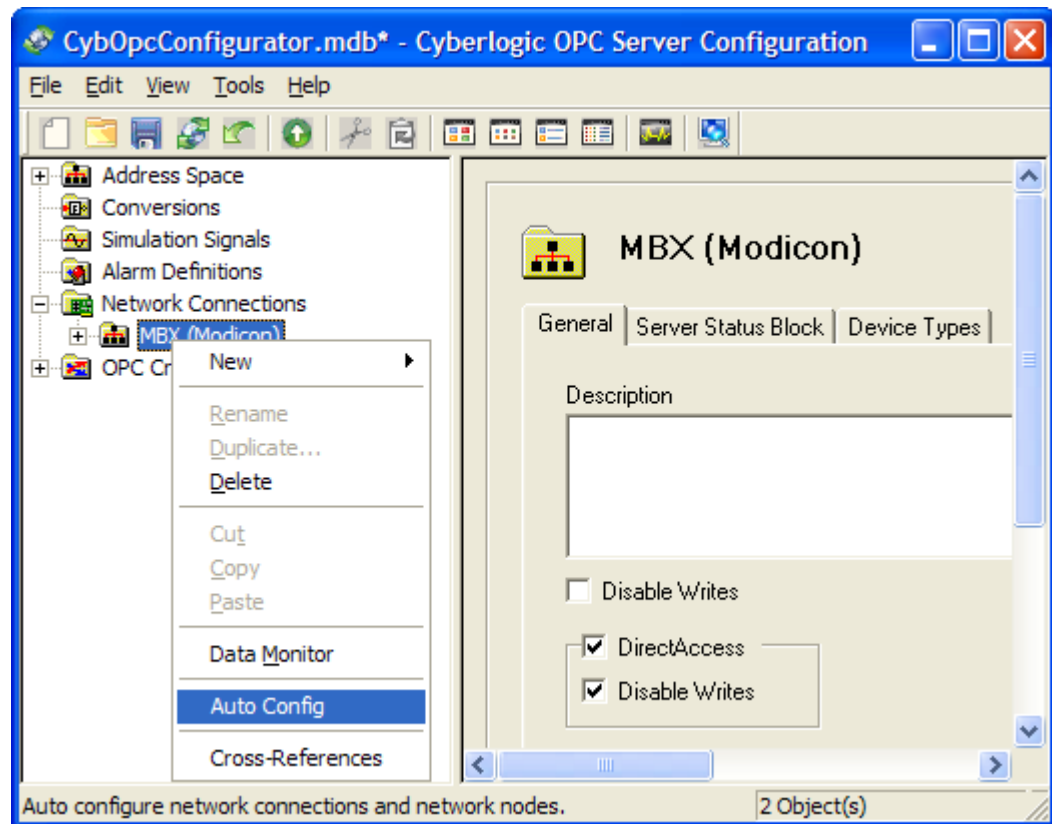 CybOpcConfigurator.mdb* - Cyberlogic OPC Server Configuration
File Edit View Tools Help
Address Space
Conversions
Simulation Signals
Alarm Definitions
Network Connections
MBX (Modicon)
OPC Cr
New
Rename
Duplicate...
Delete
Cut
Copy
Paste
Data Monitor
Auto Config
Cross-References
MBX (Modicon)
General Server Status Block Device Types
Description
Disable Writes
DirectAccess
Disable Writes
Auto configure network connections and network nodes. 2 Object(s)